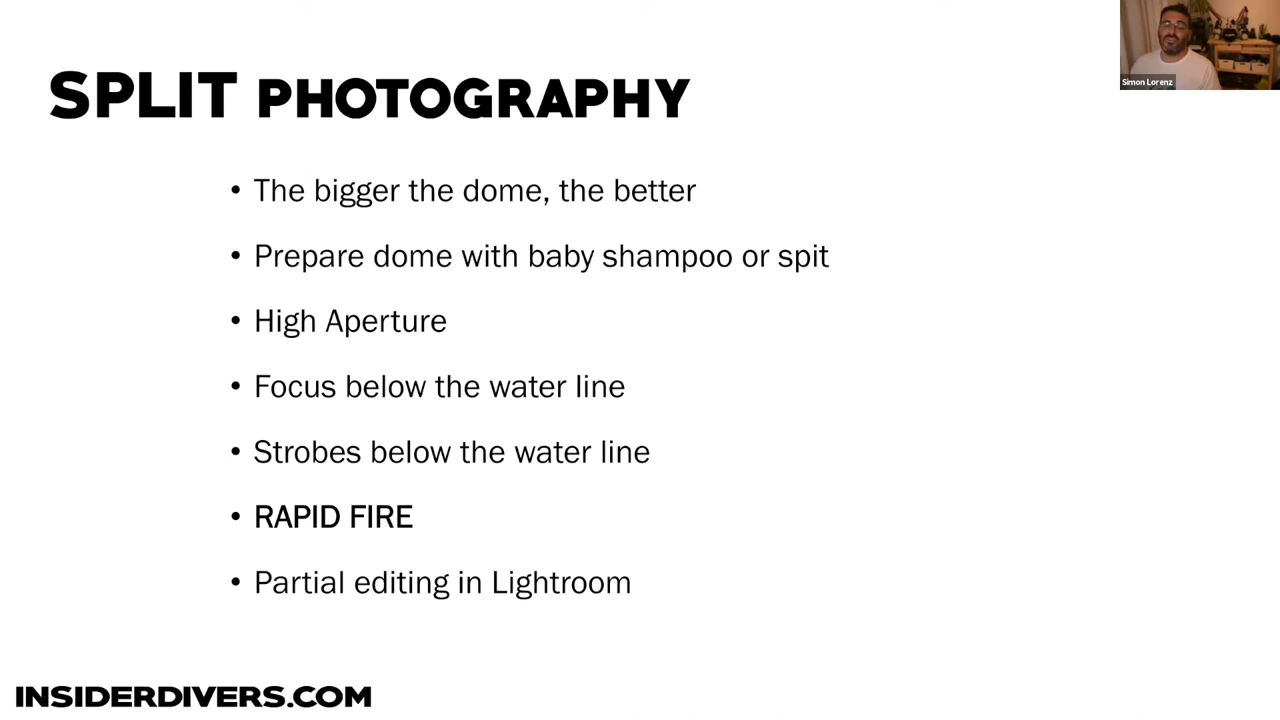 SPLIT PHOTOGRAPHY
Simon Lorenz
• The bigger the dome, the better
• Prepare dome with baby shampoo or spit
• High Aperture
• Focus below the water line
• Strobes below the water line
• RAPID FIRE
• Partial editing in Lightroom
INSIDERDIVERS.COM